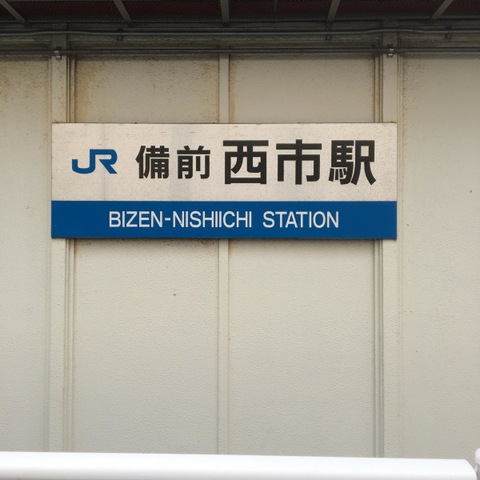 JR 備前 西市駅
BIZEN-NISHIICHI STATION